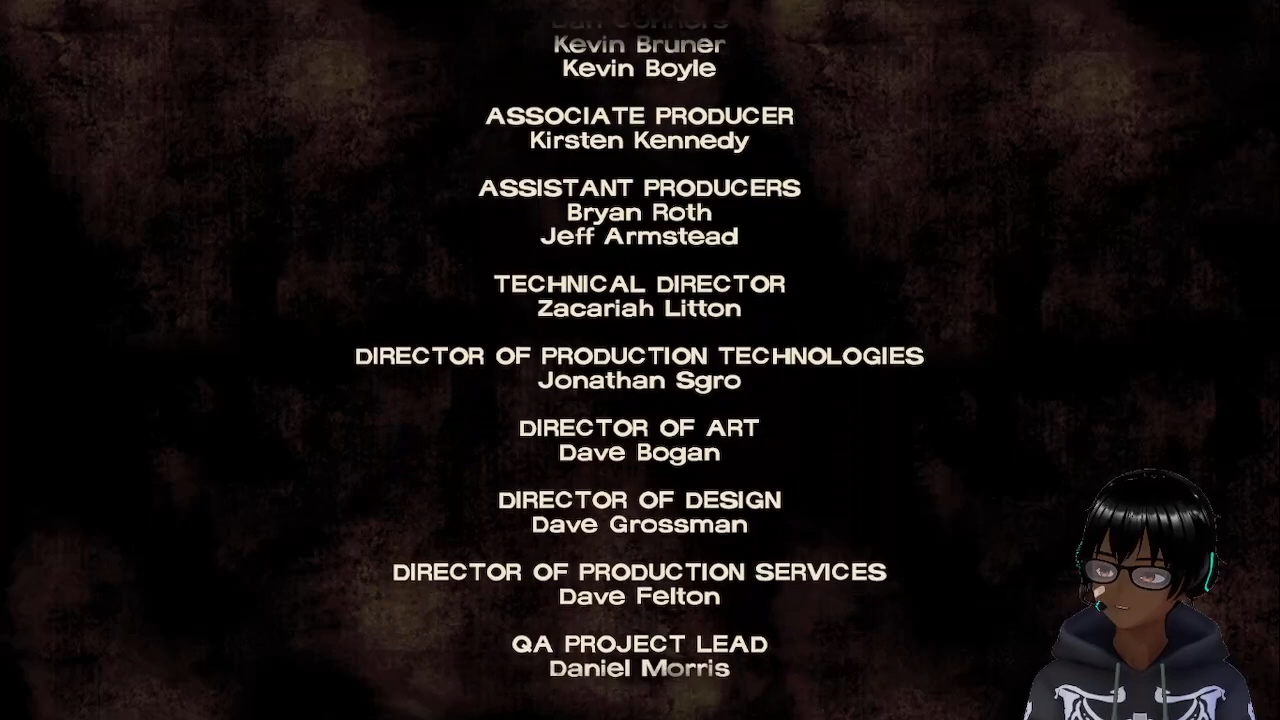 Dan Connors
Kevin Bruner
Kevin Boyle
ASSOCIATE PRODUCER
Kirsten Kennedy
ASSISTANT PRODUCERS
Bryan Roth
Jeff Armstead
TECHNICAL DIRECTOR
Zacariah Litton
DIRECTOR OF PRODUCTION TECHNOLOGIES
Jonathan Sgro
DIRECTOR OF ART
Dave Bogan
DIRECTOR OF DESIGN
Dave Grossman
DIRECTOR OF PRODUCTION SERVICES
Dave Felton
QA PROJECT LEAD
Daniel Morris